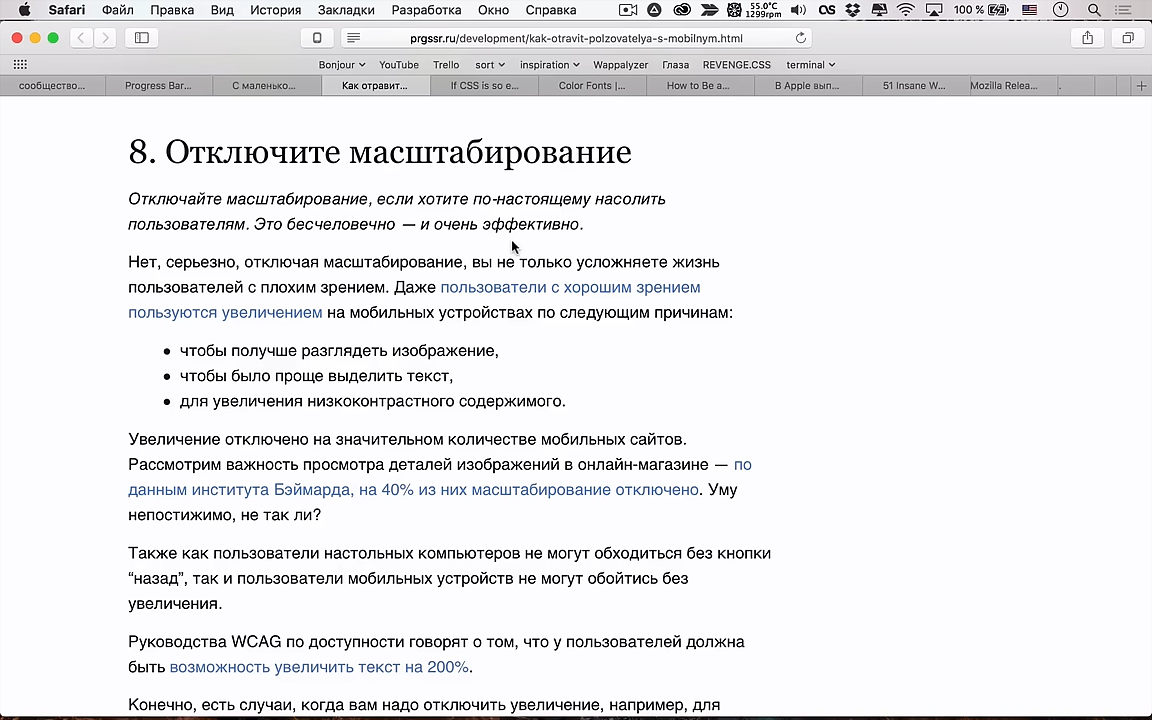 Safari Файл Правка Вид История Закладки Разработка Окно Справка 55.0°C 1299rpm 100 %
prgssr.ru/development/kak-otravit-polzovatelya-s-mobilnym.html
Bonjour YouTube Trello sort inspiration Wappalyzer Глаза REVENGE.CSS terminal
сообщество... Progress Bar... С маленько... Как отравит... If CSS is so e... Color Fonts |... How to Be a... В Apple вып... 51 Insane W... Mozilla Relea...
8. Отключите масштабирование
Отключайте масштабирование, если хотите по-настоящему насолить
пользователям. Это бесчеловечно — и очень эффективно.
Нет, серьезно, отключая масштабирование, вы не только усложняете жизнь
пользователей с плохим зрением. Даже пользователи с хорошим зрением
пользуются увеличением на мобильных устройствах по следующим причинам:
• чтобы получше разглядеть изображение,
• чтобы было проще выделить текст,
• для увеличения низкоконтрастного содержимого.
Увеличение отключено на значительном количестве мобильных сайтов.
Рассмотрим важность просмотра деталей изображений в онлайн-магазине — по
данным института Бэймарда, на 40% из них масштабирование отключено. Уму
непостижимо, не так ли?
Также как пользователи настольных компьютеров не могут обходиться без кнопки
“назад”, так и пользователи мобильных устройств не могут обойтись без
увеличения.
Руководства WCAG по доступности говорят о том, что у пользователей должна
быть возможность увеличить текст на 200%.
Конечно, есть случаи, когда вам надо отключить увеличение, например, для